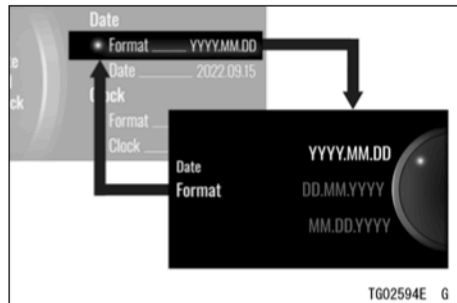 Date
Format YYYY.MM.DD
Date 2022.09.15
Clock
Format
Clock
YYYY.MM.DD
Date
Format DD.MM.YYYY
MM.DD.YYYY
TG02594E G